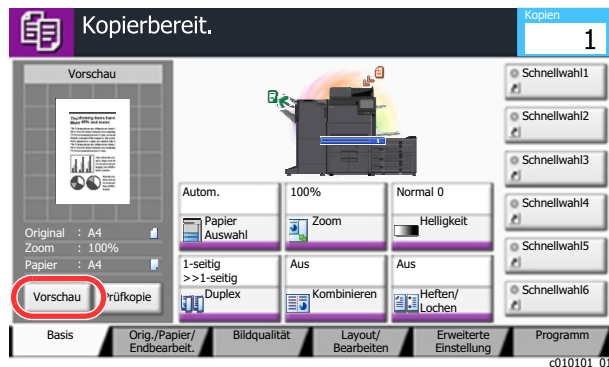 Kopierbereit.
Kopien
1
Vorschau
Original : A4
Zoom : 100%
Papier : A4
Vorschau
Prüfkopie
Autom.
Papier
Auswahl
100%
Zoom
Normal 0
Helligkeit
1-seitig
>>1-seitig
Duplex
Aus
Kombinieren
Aus
Heften/
Lochen
Schnellwahl1
Schnellwahl2
Schnellwahl3
Schnellwahl4
Schnellwahl5
Schnellwahl6
Basis
Orig./Papier/
Endbearbeit.
Bildqualität
Layout/
Bearbeiten
Erweiterte
Einstellung
Programm
c010101_01